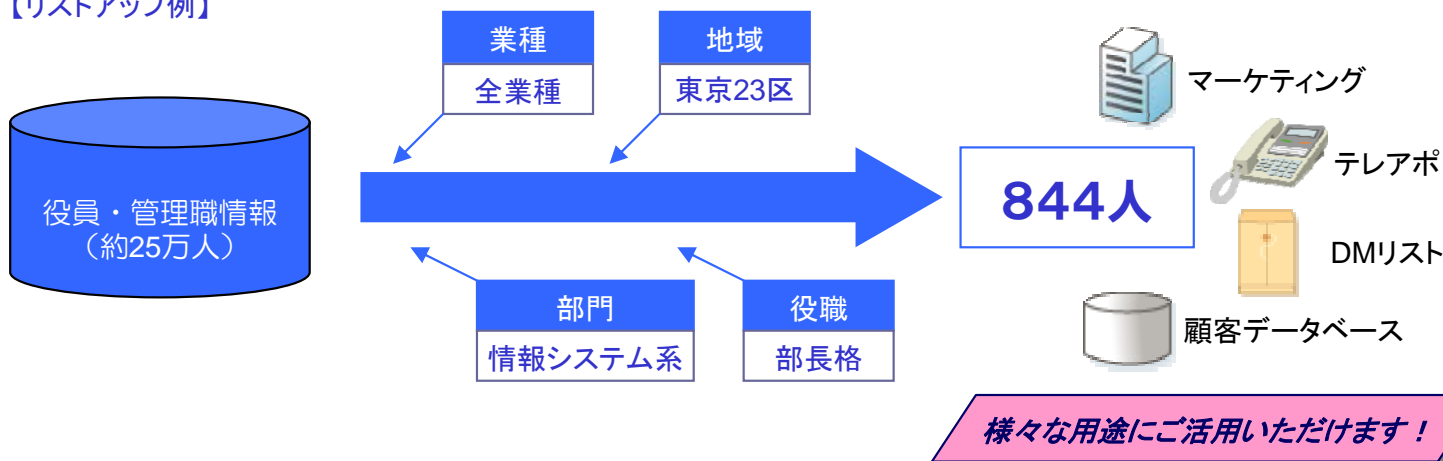 【リストアップ例】
業種
全業種
地域
東京23区
役員・管理職情報
（約25万人）
部門
情報システム系
役職
部長格
844人
マーケティング
テレアポ
DMリスト
顧客データベース
様々な用途にご活用いただけます！